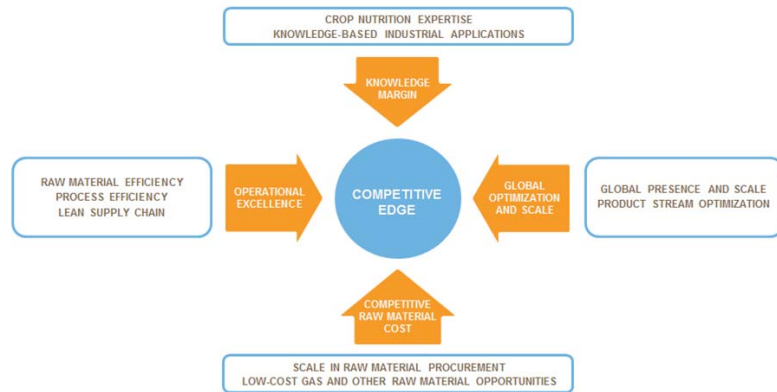 CROP NUTRITION EXPERTISE
KNOWLEDGE-BASED INDUSTRIAL APPLICATIONS
KNOWLEDGE
MARGIN
RAW MATERIAL EFFICIENCY
PROCESS EFFICIENCY
LEAN SUPPLY CHAIN
OPERATIONAL
EXCELLENCE
COMPETITIVE
EDGE
GLOBAL
OPTIMIZATION
AND SCALE
GLOBAL PRESENCE AND SCALE
PRODUCT STREAM OPTIMIZATION
COMPETITIVE
RAW MATERIAL
COST
SCALE IN RAW MATERIAL PROCUREMENT
LOW-COST GAS AND OTHER RAW MATERIAL OPPORTUNITIES